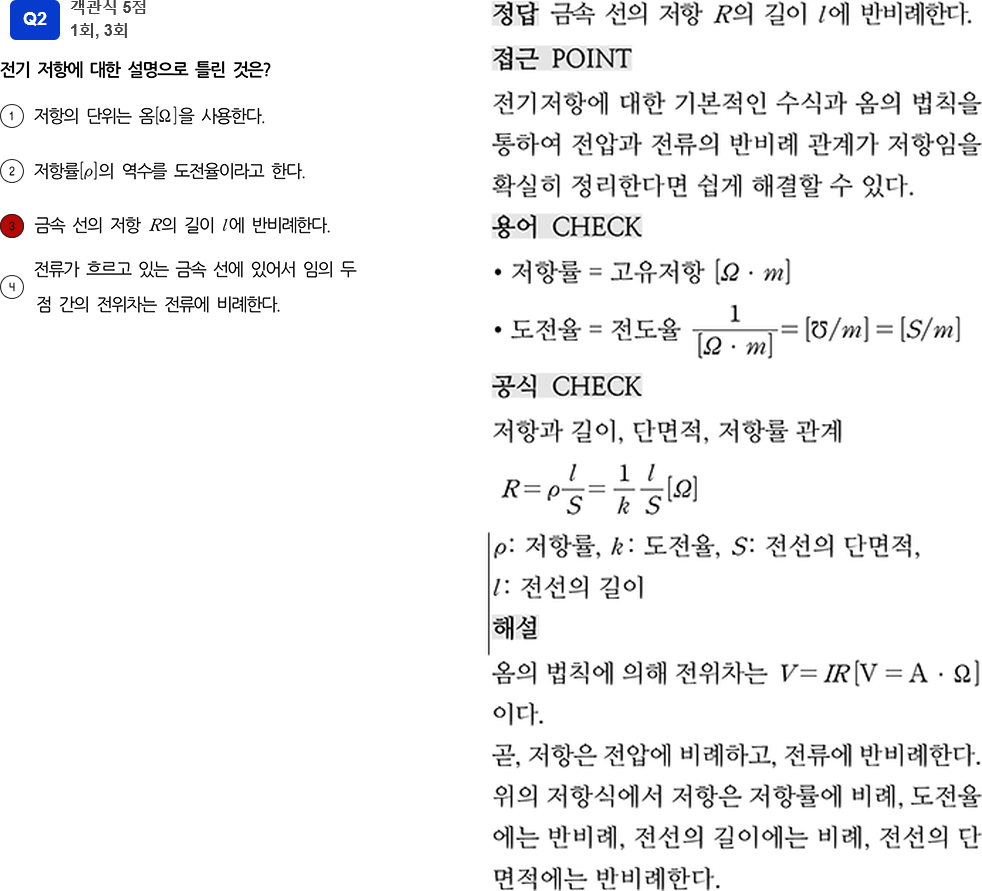 Q2
객관식 5점
1회, 3회
전기 저항에 대한 설명으로 틀린 것은?
1 저항의 단위는 옴[Ω]을 사용한다.
2 저항률[ρ]의 역수를 도전율이라고 한다.
3 금속 선의 저항 R의 길이 l에 반비례한다.
4 전류가 흐르고 있는 금속 선에 있어서 임의 두
점 간의 전위차는 전류에 비례한다.
정답 금속 선의 저항 R의 길이 l에 반비례한다.
접근 POINT
전기저항에 대한 기본적인 수식과 옴의 법칙을
통하여 전압과 전류의 반비례 관계가 저항임을
확실히 정리한다면 쉽게 해결할 수 있다.
용어 CHECK
• 저항률 = 고유저항 [Ω · m]
• 도전율 = 전도율 1/[Ω · m] = [℧/m] = [S/m]
공식 CHECK
저항과 길이, 단면적, 저항률 관계
R = ρ l/S = 1/k l/S [Ω]
ρ: 저항률, k: 도전율, S: 전선의 단면적,
l: 전선의 길이
해설
옴의 법칙에 의해 전위차는 V = IR[V = A · Ω]
이다.
곧, 저항은 전압에 비례하고, 전류에 반비례한다.
위의 저항식에서 저항은 저항률에 비례, 도전율
에는 반비례, 전선의 길이에는 비례, 전선의 단
면적에는 반비례한다.